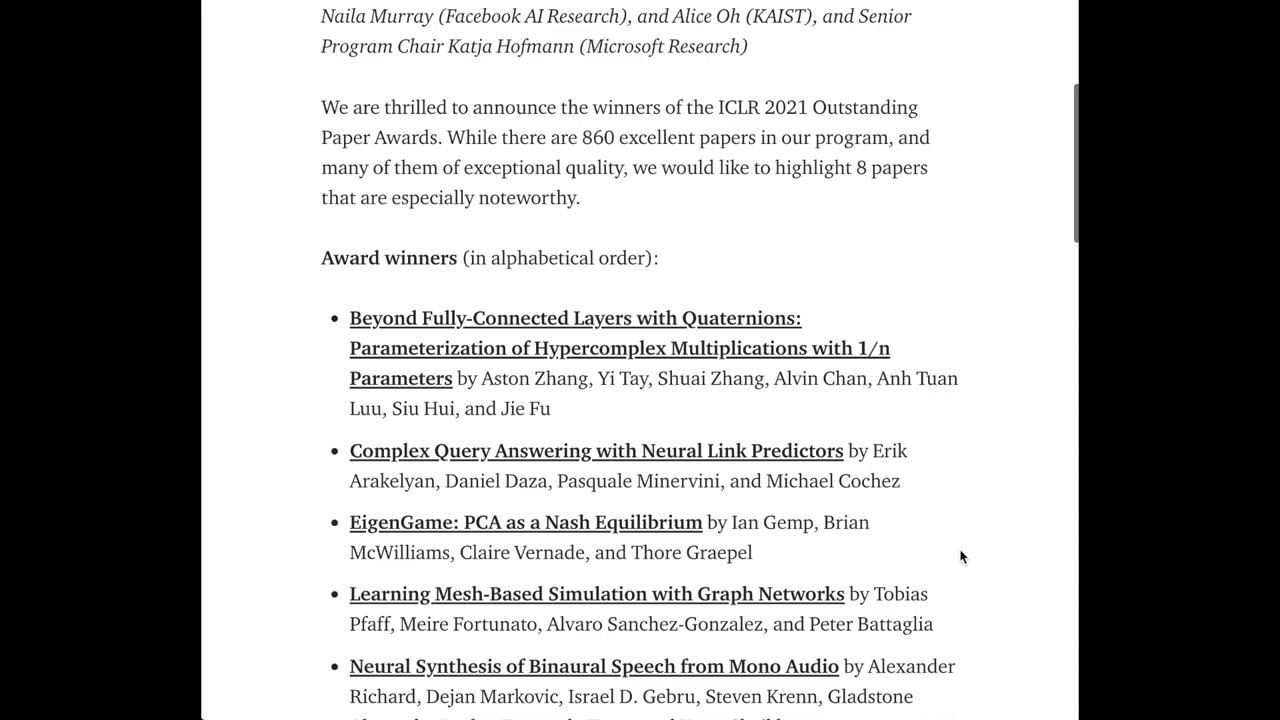 Naila Murray (Facebook AI Research), and Alice Oh (KAIST), and Senior
Program Chair Katja Hofmann (Microsoft Research)
We are thrilled to announce the winners of the ICLR 2021 Outstanding
Paper Awards. While there are 860 excellent papers in our program, and
many of them of exceptional quality, we would like to highlight 8 papers
that are especially noteworthy.
Award winners (in alphabetical order):
• Beyond Fully-Connected Layers with Quaternions:
Parameterization of Hypercomplex Multiplications with 1/n
Parameters by Aston Zhang, Yi Tay, Shuai Zhang, Alvin Chan, Anh Tuan
Luu, Siu Hui, and Jie Fu
• Complex Query Answering with Neural Link Predictors by Erik
Arakelyan, Daniel Daza, Pasquale Minervini, and Michael Cochez
• EigenGame: PCA as a Nash Equilibrium by Ian Gemp, Brian
McWilliams, Claire Vernade, and Thore Graepel
• Learning Mesh-Based Simulation with Graph Networks by Tobias
Pfaff, Meire Fortunato, Alvaro Sanchez-Gonzalez, and Peter Battaglia
• Neural Synthesis of Binaural Speech from Mono Audio by Alexander
Richard, Dejan Markovic, Israel D. Gebru, Steven Krenn, Gladstone